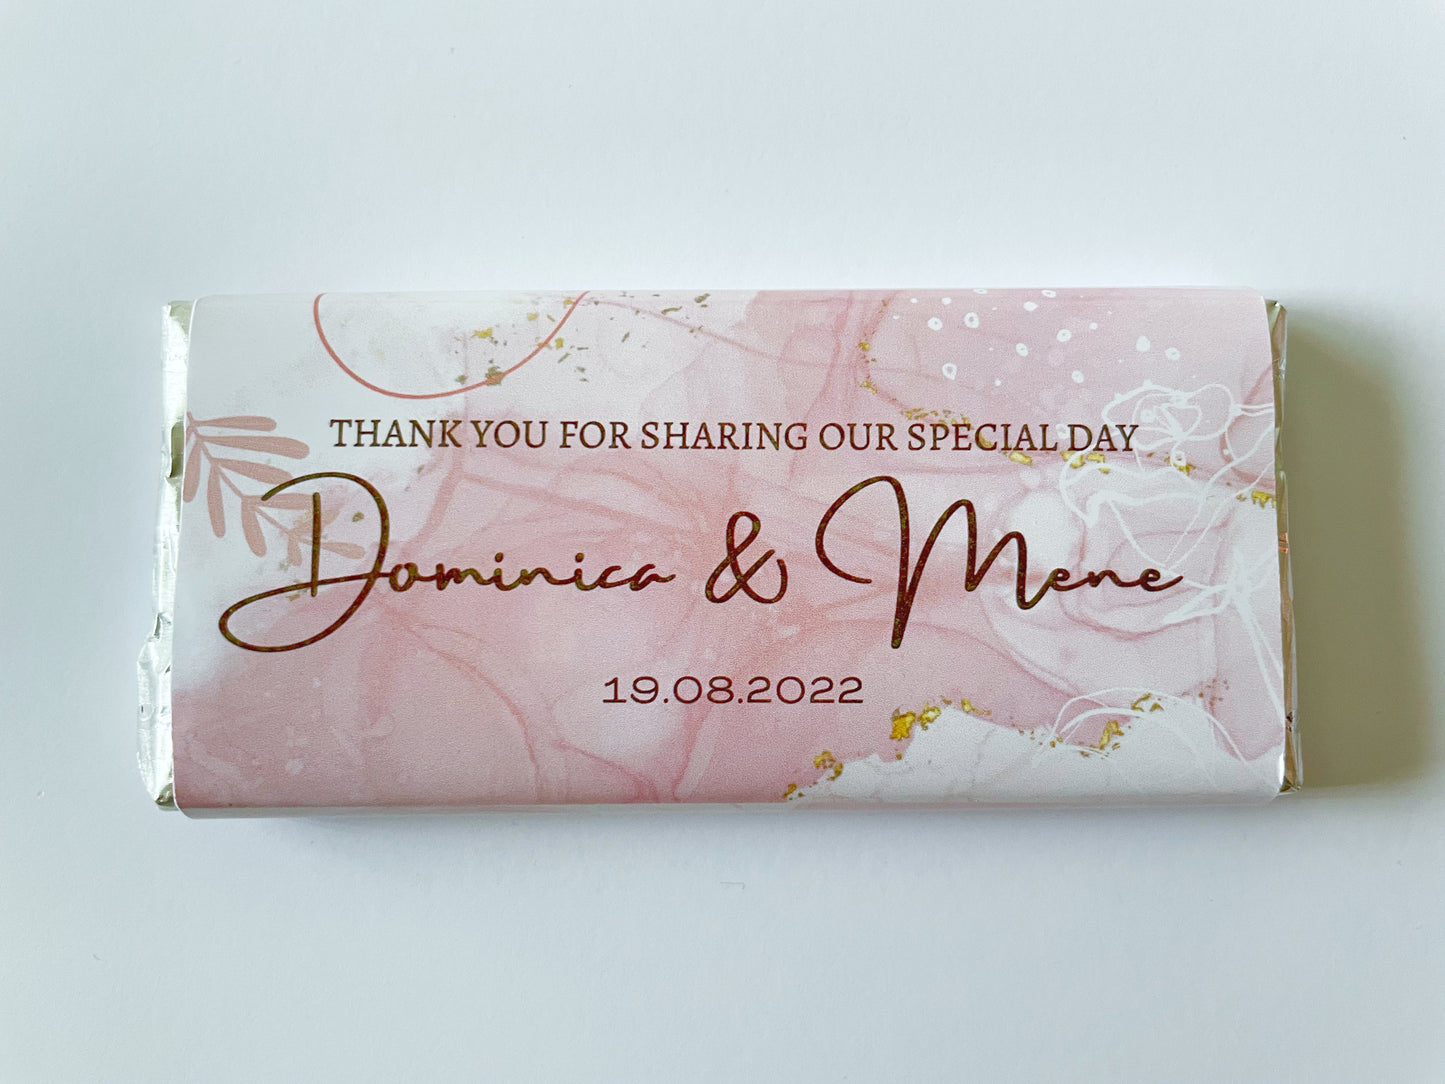 THANK YOU FOR SHARING OUR SPECIAL DAY
Dominica & Mene
19.08.2022